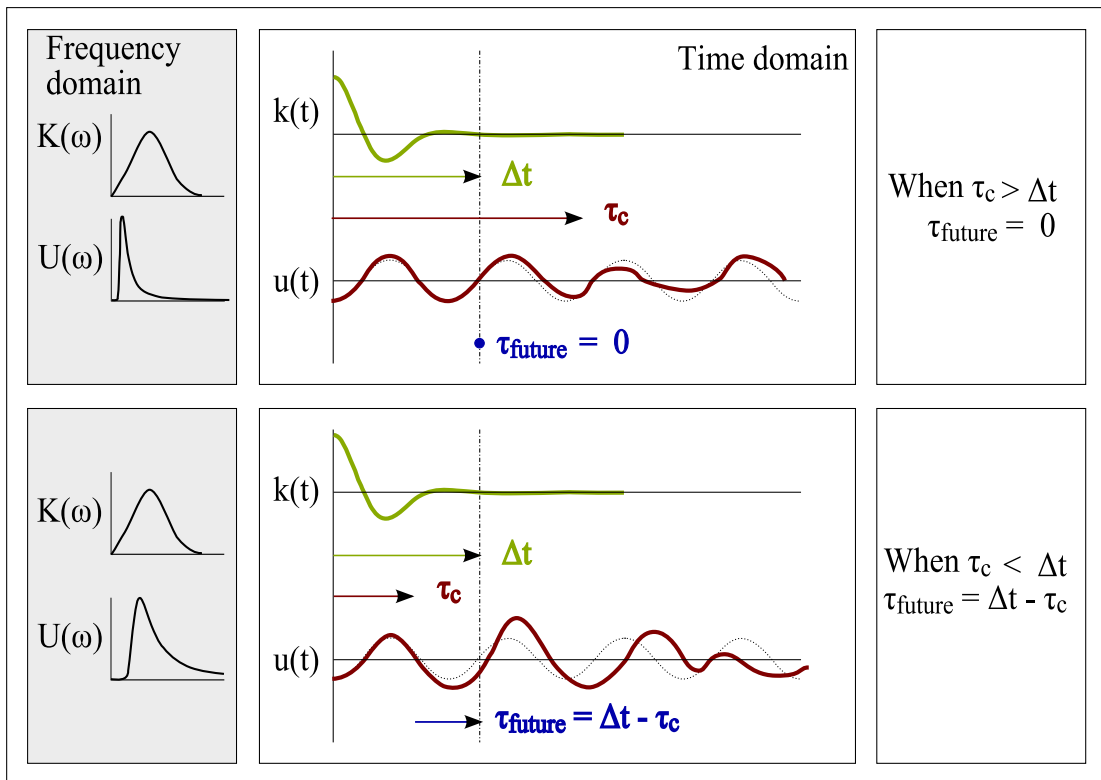 Frequency
domain
K(ω)
U(ω)
Time domain
k(t)
Δt
τc
u(t)
τfuture = 0
When τc > Δt
τfuture = 0
K(ω)
U(ω)
k(t)
Δt
τc
u(t)
τfuture = Δt - τc
When τc < Δt
τfuture = Δt - τc